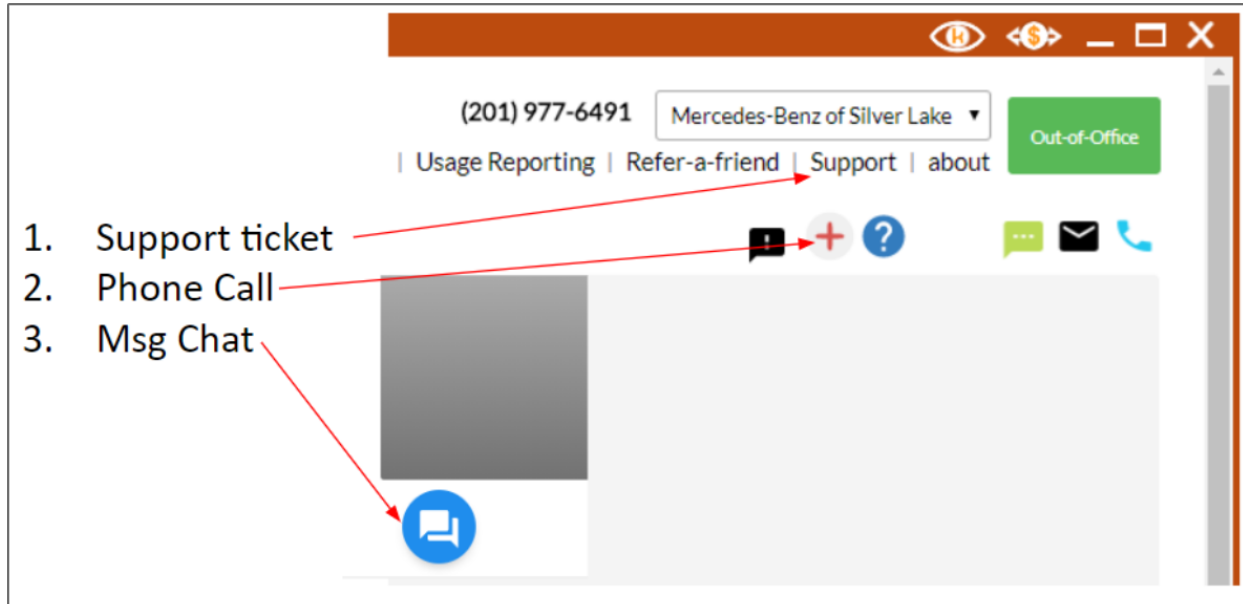 (201) 977-6491 Mercedes-Benz of Silver Lake Out-of-Office
| Usage Reporting | Refer-a-friend | Support | about
1. Support ticket
2. Phone Call
3. Msg Chat